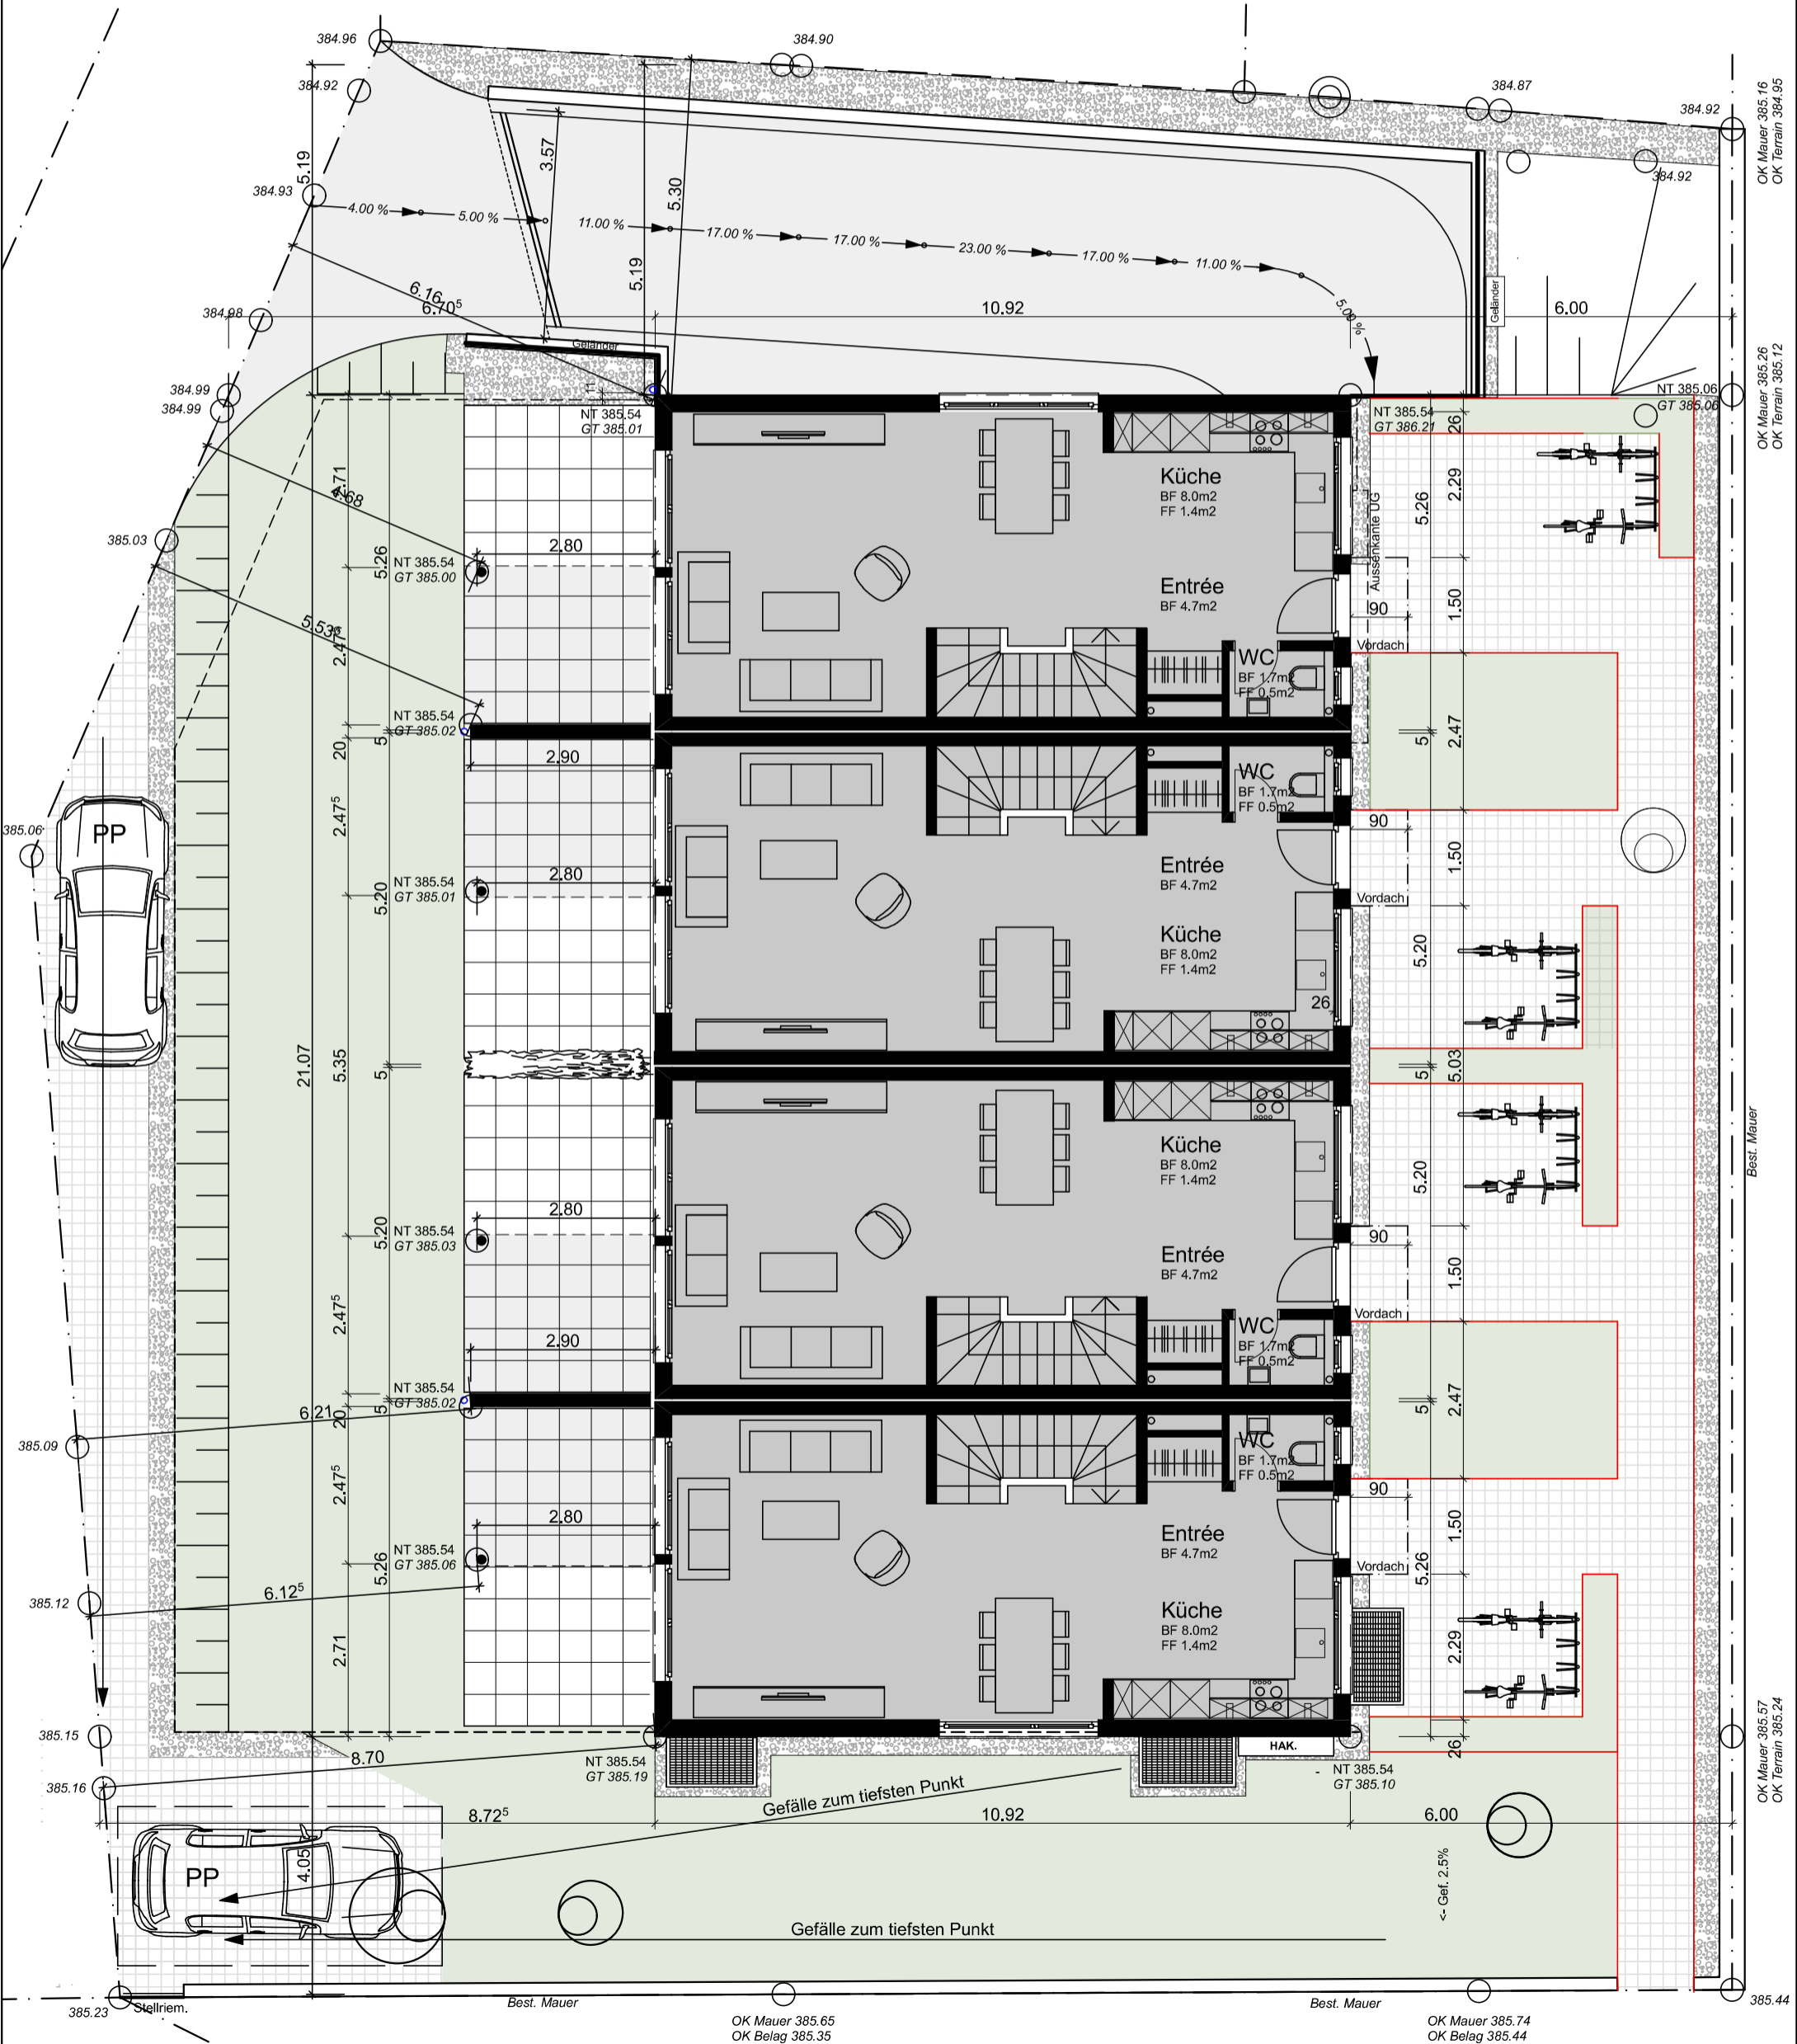 384.96
384.90
384.92
384.87
384.92
OK Mauer 385.16
OK Terrain 384.95
5.19
3.57
5.30
5.19
384.93
384.92
4.00 %
5.00 %
11.00 %
17.00 %
17.00 %
23.00 %
17.00 %
11.00 %
5.00 %
6.16
6.70⁵
10.92
6.00
Geländer
Geländer
384.98
384.99
384.99
OK Mauer 385.26
OK Terrain 385.12
NT 385.06
GT 385.06
11
NT 385.54
GT 385.01
NT 385.54
GT 386.21
26
Küche
BF 8.0m2
FF 1.4m2
4.68
385.03
5.26
2.80
NT 385.54
GT 385.00
Aussenkante UG
5.26
2.29
Entrée
BF 4.7m2
90
1.50
5.53⁵
2.47⁵
Vordach
WC
BF 1.7m2
FF 0.5m2
2.47
NT 385.54
GT 385.02
20
5
5
2.90
WC
BF 1.7m2
FF 0.5m2
385.06
PP
2.47⁵
90
1.50
Entrée
BF 4.7m2
2.80
NT 385.54
GT 385.01
5.20
Vordach
Küche
BF 8.0m2
FF 1.4m2
5.20
26
21.07
5.35
5
5
5.03
Best. Mauer
Küche
BF 8.0m2
FF 1.4m2
5.20
2.80
NT 385.54
GT 385.03
5.20
90
Entrée
BF 4.7m2
1.50
2.47⁵
Vordach
WC
BF 1.7m2
FF 0.5m2
2.90
NT 385.54
GT 385.02
5
2.47
6.21
20
5
385.09
WC
BF 1.7m2
FF 0.5m2
2.47⁵
90
2.80
Entrée
BF 4.7m2
1.50
NT 385.54
GT 385.06
5.26
Vordach
5.26
6.12⁵
385.12
Küche
BF 8.0m2
FF 1.4m2
2.71
2.29
385.15
8.70
HAK.
26
OK Mauer 385.57
OK Terrain 385.24
NT 385.54
GT 385.19
NT 385.54
GT 385.10
385.16
Gefälle zum tiefsten Punkt
8.72⁵
10.92
6.00
PP
4.05
<- Gef. 2.5%
Gefälle zum tiefsten Punkt
385.23
Stellriem.
Best. Mauer
Best. Mauer
385.44
OK Mauer 385.65
OK Belag 385.35
OK Mauer 385.74
OK Belag 385.44